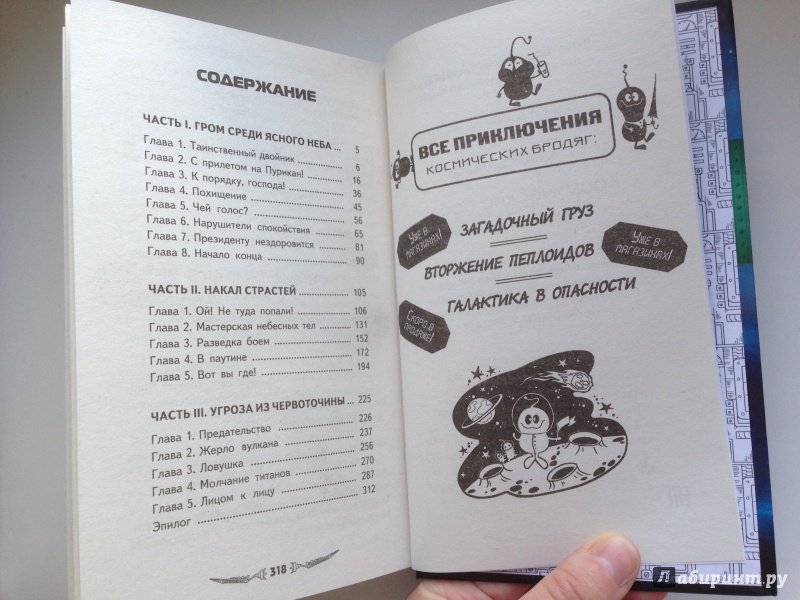 СОДЕРЖАНИЕ
ЧАСТЬ I. ГРОМ СРЕДИ ЯСНОГО НЕБА ... 5
Глава 1. Таинственный двойник ... 6
Глава 2. С прилетом на Пурикан! ... 16
Глава 3. К порядку, господа! ... 36
Глава 4. Похищение ... 45
Глава 5. Чей голос? ... 56
Глава 6. Нарушители спокойствия ... 65
Глава 7. Президенту нездоровится ... 81
Глава 8. Начало конца ... 90
ЧАСТЬ II. НАКАЛ СТРАСТЕЙ ... 105
Глава 1. Ой! Не туда попали! ... 106
Глава 2. Мастерская небесных тел ... 131
Глава 3. Разведка боем ... 152
Глава 4. В паутине ... 172
Глава 5. Вот вы где! ... 194
ЧАСТЬ III. УГРОЗА ИЗ ЧЕРВОТОЧИНЫ ... 225
Глава 1. Предательство ... 226
Глава 2. Жерло вулкана ... 237
Глава 3. Ловушка ... 256
Глава 4. Молчание титанов ... 270
Глава 5. Лицом к лицу ... 287
Эпилог ... 312
318
ВСЕ ПРИКЛЮЧЕНИЯ
КОСМИЧЕСКИХ БРОДЯГ:
ЗАГАДОЧНЫЙ ГРУЗ
Уже в
магазинах!
ВТОРЖЕНИЕ ПЕПЛОИДОВ
Уже в
магазинах!
ГАЛАКТИКА В ОПАСНОСТИ
Скоро в
продаже!
Лабиринт.ру